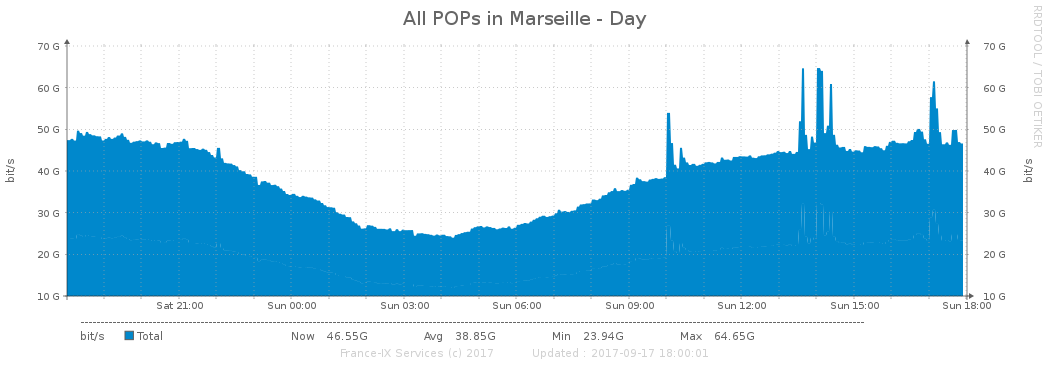 All POPs in Marseille - Day
RRDTOOL / TOBI OETIKER
70 G 70 G
60 G 60 G
50 G 50 G
40 G 40 G
30 G 30 G
20 G 20 G
10 G 10 G
bit/s bit/s
Sat 21:00 Sun 00:00 Sun 03:00 Sun 06:00 Sun 09:00 Sun 12:00 Sun 15:00 Sun 18:00
bit/s Total Now 46.55G Avg 38.85G Min 23.94G Max 64.65G
France-IX Services (c) 2017 Updated : 2017-09-17 18:00:01